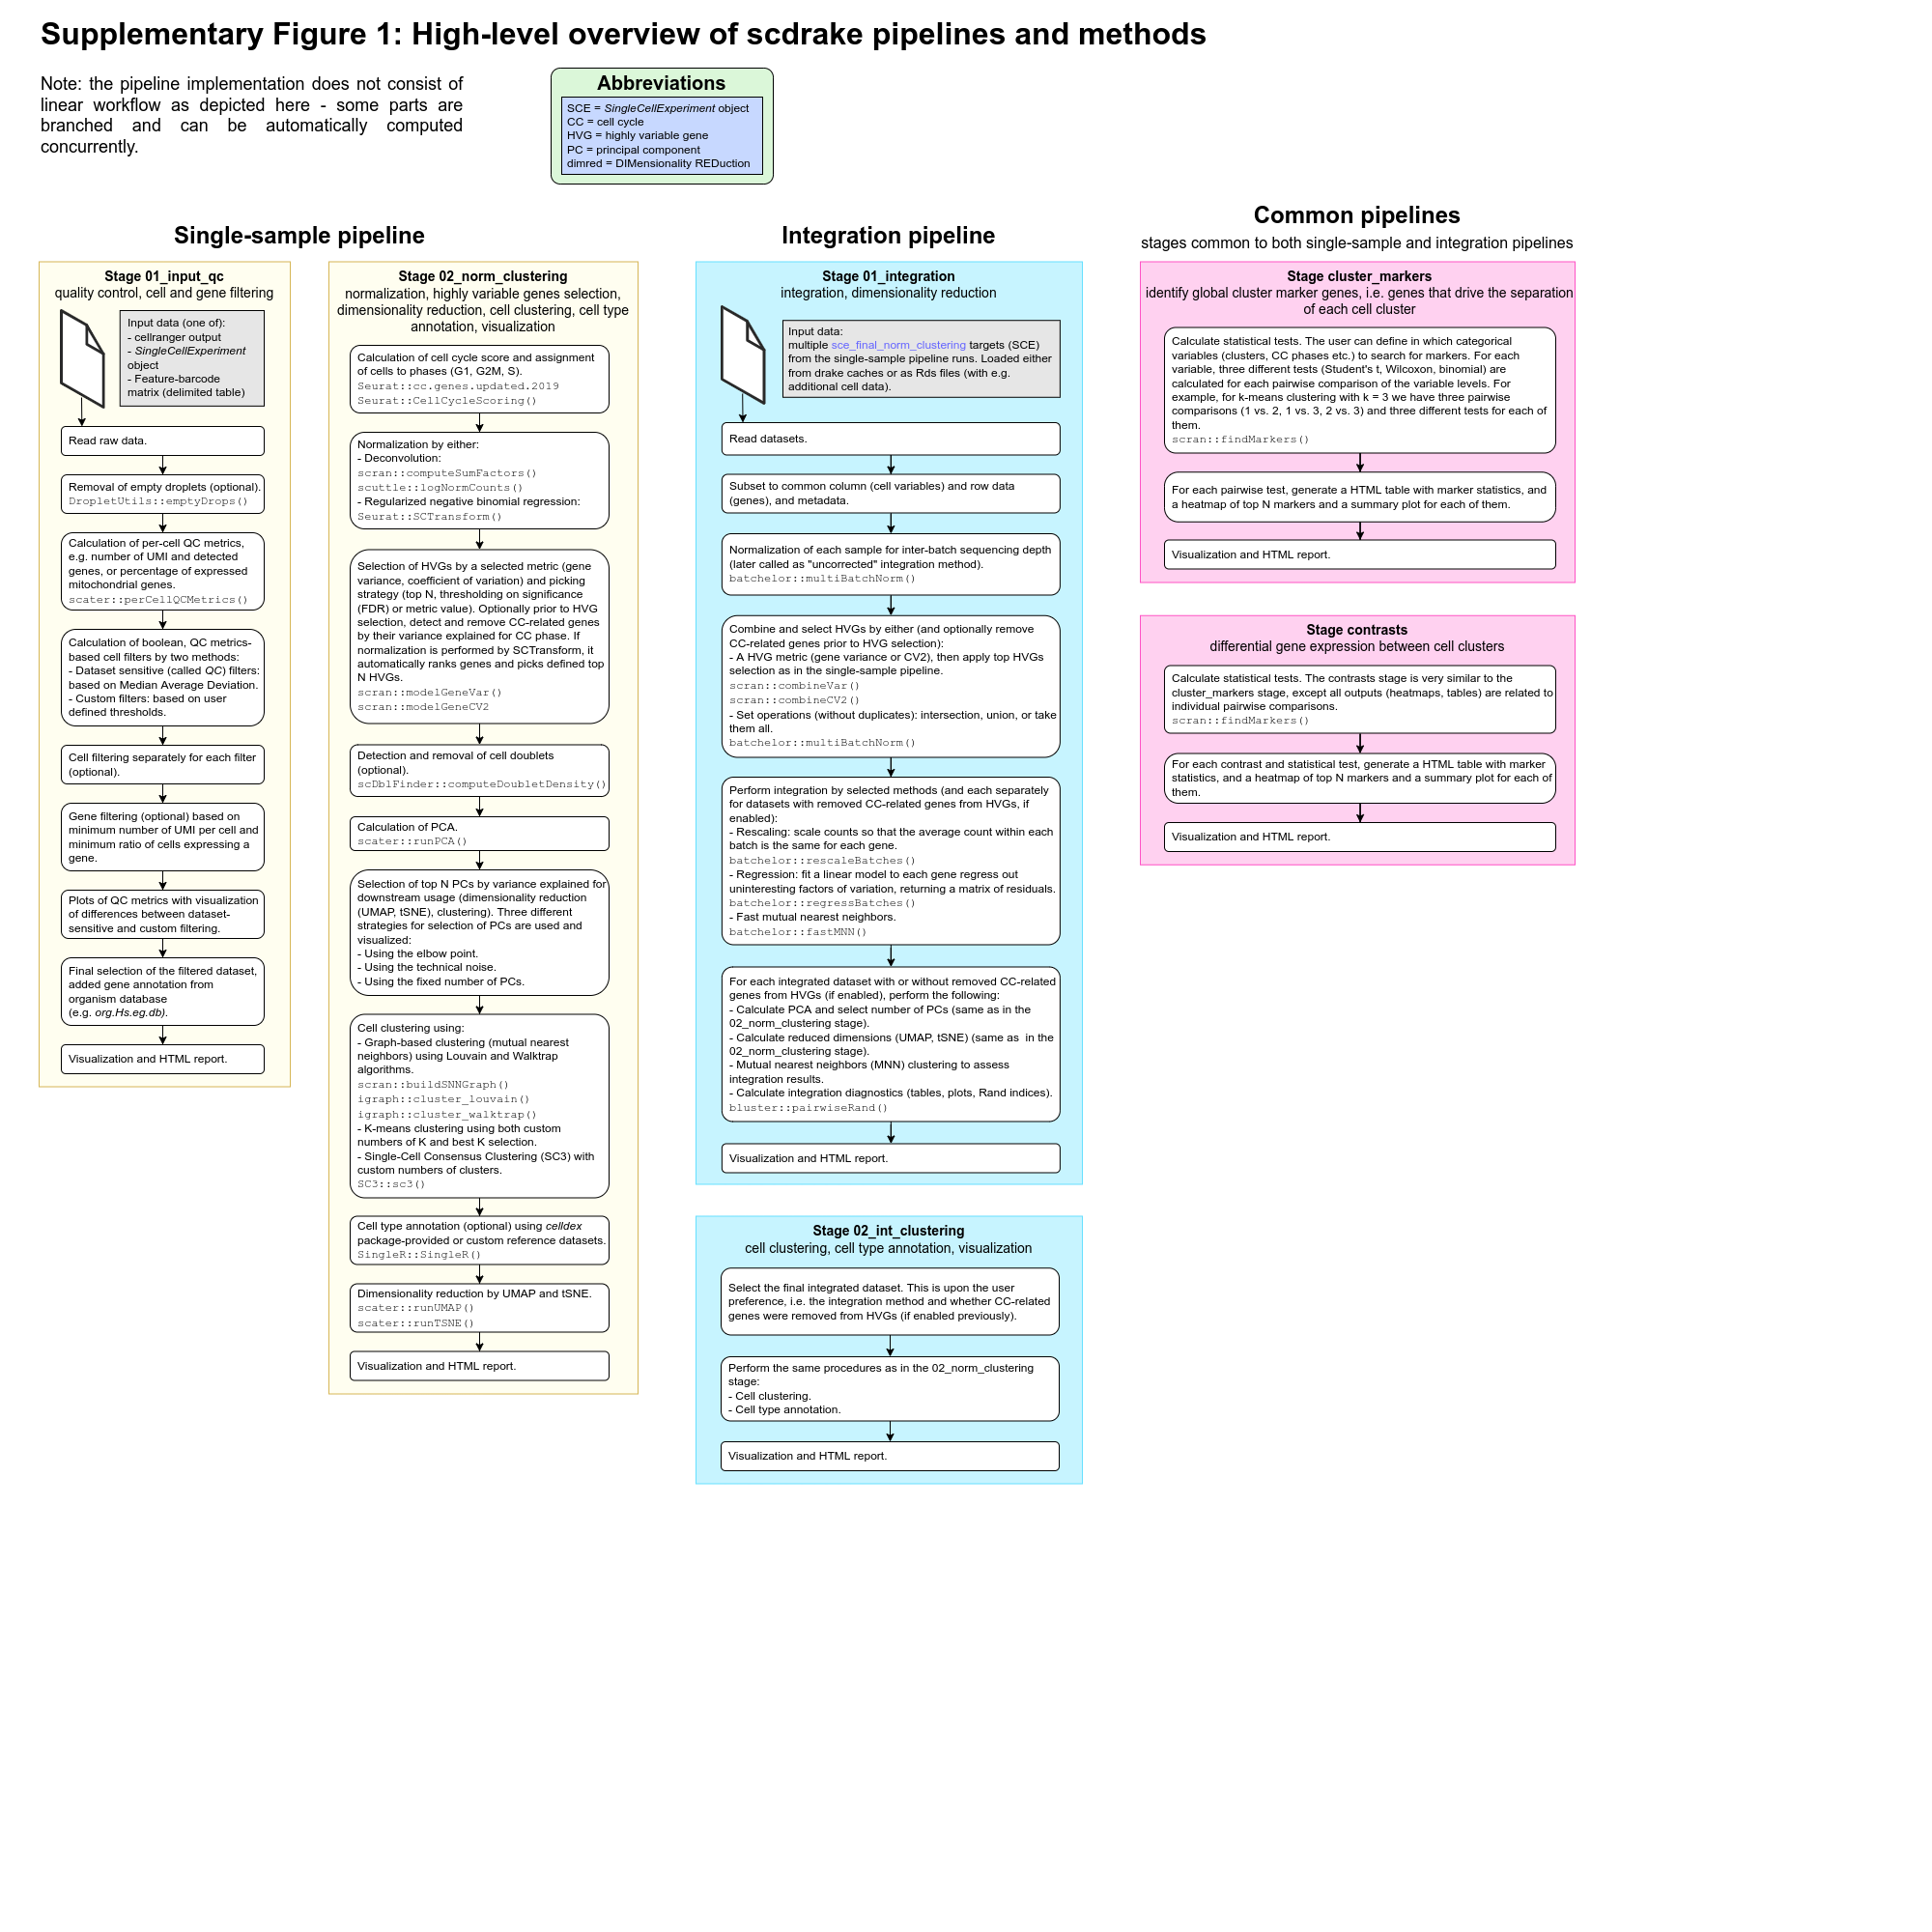 Supplementary Figure 1: High-level overview of scdrake pipelines and methods
Note: the pipeline implementation does not consist of
linear workflow as depicted here - some parts are
branched and can be automatically computed
concurrently.
Abbreviations
SCE = SingleCellExperiment object
CC = cell cycle
HVG = highly variable gene
PC = principal component
dimred = DIMensionality REDuction
Single-sample pipeline
Stage 01_input_qc
quality control, cell and gene filtering
Input data (one of):
- cellranger output
- SingleCellExperiment
object
- Feature-barcode
matrix (delimited table)
Read raw data.
Removal of empty droplets (optional).
DropletUtils::emptyDrops()
Calculation of per-cell QC metrics,
e.g. number of UMI and detected
genes, or percentage of expressed
mitochondrial genes.
scater::perCellQCMetrics()
Calculation of boolean, QC metrics-
based cell filters by two methods:
- Dataset sensitive (called QC) filters:
based on Median Average Deviation.
- Custom filters: based on user
defined thresholds.
Cell filtering separately for each filter
(optional).
Gene filtering (optional) based on
minimum number of UMI per cell and
minimum ratio of cells expressing a
gene.
Plots of QC metrics with visualization
of differences between dataset-
sensitive and custom filtering.
Final selection of the filtered dataset,
added gene annotation from
organism database
(e.g. org.Hs.eg.db).
Visualization and HTML report.
Stage 02_norm_clustering
normalization, highly variable genes selection,
dimensionality reduction, cell clustering, cell type
annotation, visualization
Calculation of cell cycle score and assignment
of cells to phases (G1, G2M, S).
Seurat::cc.genes.updated.2019
Seurat::CellCycleScoring()
Normalization by either:
- Deconvolution:
scran::computeSumFactors()
scuttle::logNormCounts()
- Regularized negative binomial regression:
Seurat::SCTransform()
Selection of HVGs by a selected metric (gene
variance, coefficient of variation) and picking
strategy (top N, thresholding on significance
(FDR) or metric value). Optionally prior to HVG
selection, detect and remove CC-related genes
by their variance explained for CC phase. If
normalization is performed by SCTransform, it
automatically ranks genes and picks defined top
N HVGs.
scran::modelGeneVar()
scran::modelGeneCV2
Detection and removal of cell doublets
(optional).
scDblFinder::computeDoubletDensity()
Calculation of PCA.
scater::runPCA()
Selection of top N PCs by variance explained for
downstream usage (dimensionality reduction
(UMAP, tSNE), clustering). Three different
strategies for selection of PCs are used and
visualized:
- Using the elbow point.
- Using the technical noise.
- Using the fixed number of PCs.
Cell clustering using:
- Graph-based clustering (mutual nearest
neighbors) using Louvain and Walktrap
algorithms.
scran::buildSNNGraph()
igraph::cluster_louvain()
igraph::cluster_walktrap()
- K-means clustering using both custom
numbers of K and best K selection.
- Single-Cell Consensus Clustering (SC3) with
custom numbers of clusters.
SC3::sc3()
Cell type annotation (optional) using celldex
package-provided or custom reference datasets.
SingleR::SingleR()
Dimensionality reduction by UMAP and tSNE.
scater::runUMAP()
scater::runTSNE()
Visualization and HTML report.
Integration pipeline
Stage 01_integration
integration, dimensionality reduction
Input data:
multiple sce_final_norm_clustering targets (SCE)
from the single-sample pipeline runs. Loaded either
from drake caches or as Rds files (with e.g.
additional cell data).
Read datasets.
Subset to common column (cell variables) and row data
(genes), and metadata.
Normalization of each sample for inter-batch sequencing depth
(later called as "uncorrected" integration method).
batchelor::multiBatchNorm()
Combine and select HVGs by either (and optionally remove
CC-related genes prior to HVG selection):
- A HVG metric (gene variance or CV2), then apply top HVGs
selection as in the single-sample pipeline.
scran::combineVar()
scran::combineCV2()
- Set operations (without duplicates): intersection, union, or take
them all.
batchelor::multiBatchNorm()
Perform integration by selected methods (and each separately
for datasets with removed CC-related genes from HVGs, if
enabled):
- Rescaling: scale counts so that the average count within each
batch is the same for each gene.
batchelor::rescaleBatches()
- Regression: fit a linear model to each gene regress out
uninteresting factors of variation, returning a matrix of residuals.
batchelor::regressBatches()
- Fast mutual nearest neighbors.
batchelor::fastMNN()
For each integrated dataset with or without removed CC-related
genes from HVGs (if enabled), perform the following:
- Calculate PCA and select number of PCs (same as in the
02_norm_clustering stage).
- Calculate reduced dimensions (UMAP, tSNE) (same as  in the
02_norm_clustering stage).
- Mutual nearest neighbors (MNN) clustering to assess
integration results.
- Calculate integration diagnostics (tables, plots, Rand indices).
bluster::pairwiseRand()
Visualization and HTML report.
Stage 02_int_clustering
cell clustering, cell type annotation, visualization
Select the final integrated dataset. This is upon the user
preference, i.e. the integration method and whether CC-related
genes were removed from HVGs (if enabled previously).
Perform the same procedures as in the 02_norm_clustering
stage:
- Cell clustering.
- Cell type annotation.
Visualization and HTML report.
Common pipelines
stages common to both single-sample and integration pipelines
Stage cluster_markers
identify global cluster marker genes, i.e. genes that drive the separation
of each cell cluster
Calculate statistical tests. The user can define in which categorical
variables (clusters, CC phases etc.) to search for markers. For each
variable, three different tests (Student's t, Wilcoxon, binomial) are
calculated for each pairwise comparison of the variable levels. For
example, for k-means clustering with k = 3 we have three pairwise
comparisons (1 vs. 2, 1 vs. 3, 2 vs. 3) and three different tests for each of
them.
scran::findMarkers()
For each pairwise test, generate a HTML table with marker statistics, and
a heatmap of top N markers and a summary plot for each of them.
Visualization and HTML report.
Stage contrasts
differential gene expression between cell clusters
Calculate statistical tests. The contrasts stage is very similar to the
cluster_markers stage, except all outputs (heatmaps, tables) are related to
individual pairwise comparisons.
scran::findMarkers()
For each contrast and statistical test, generate a HTML table with marker
statistics, and a heatmap of top N markers and a summary plot for each of
them.
Visualization and HTML report.